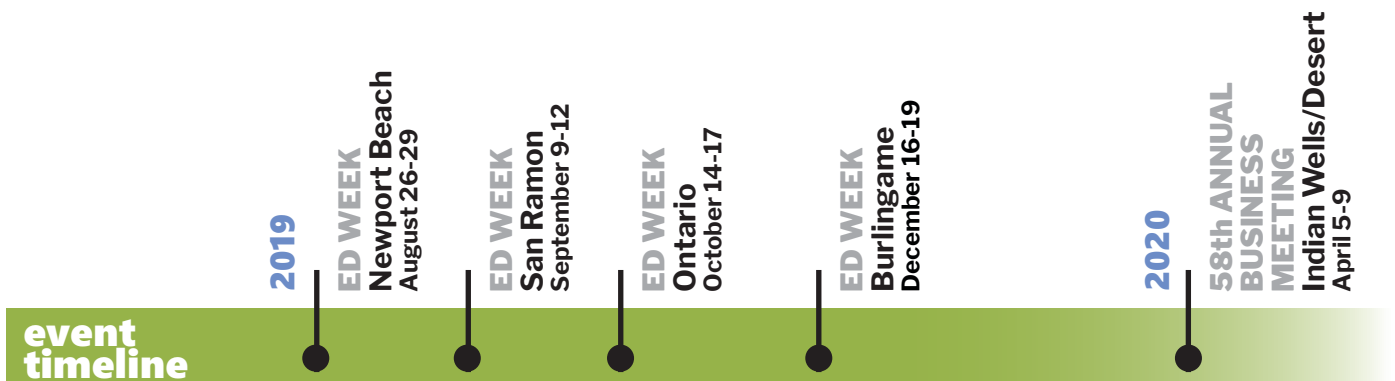 2019
ED WEEK
Newport Beach
August 26-29
ED WEEK
San Ramon
September 9-12
ED WEEK
Ontario
October 14-17
ED WEEK
Burlingame
December 16-19
2020
58th ANNUAL
BUSINESS
MEETING
Indian Wells/Desert
April 5-9
event
timeline